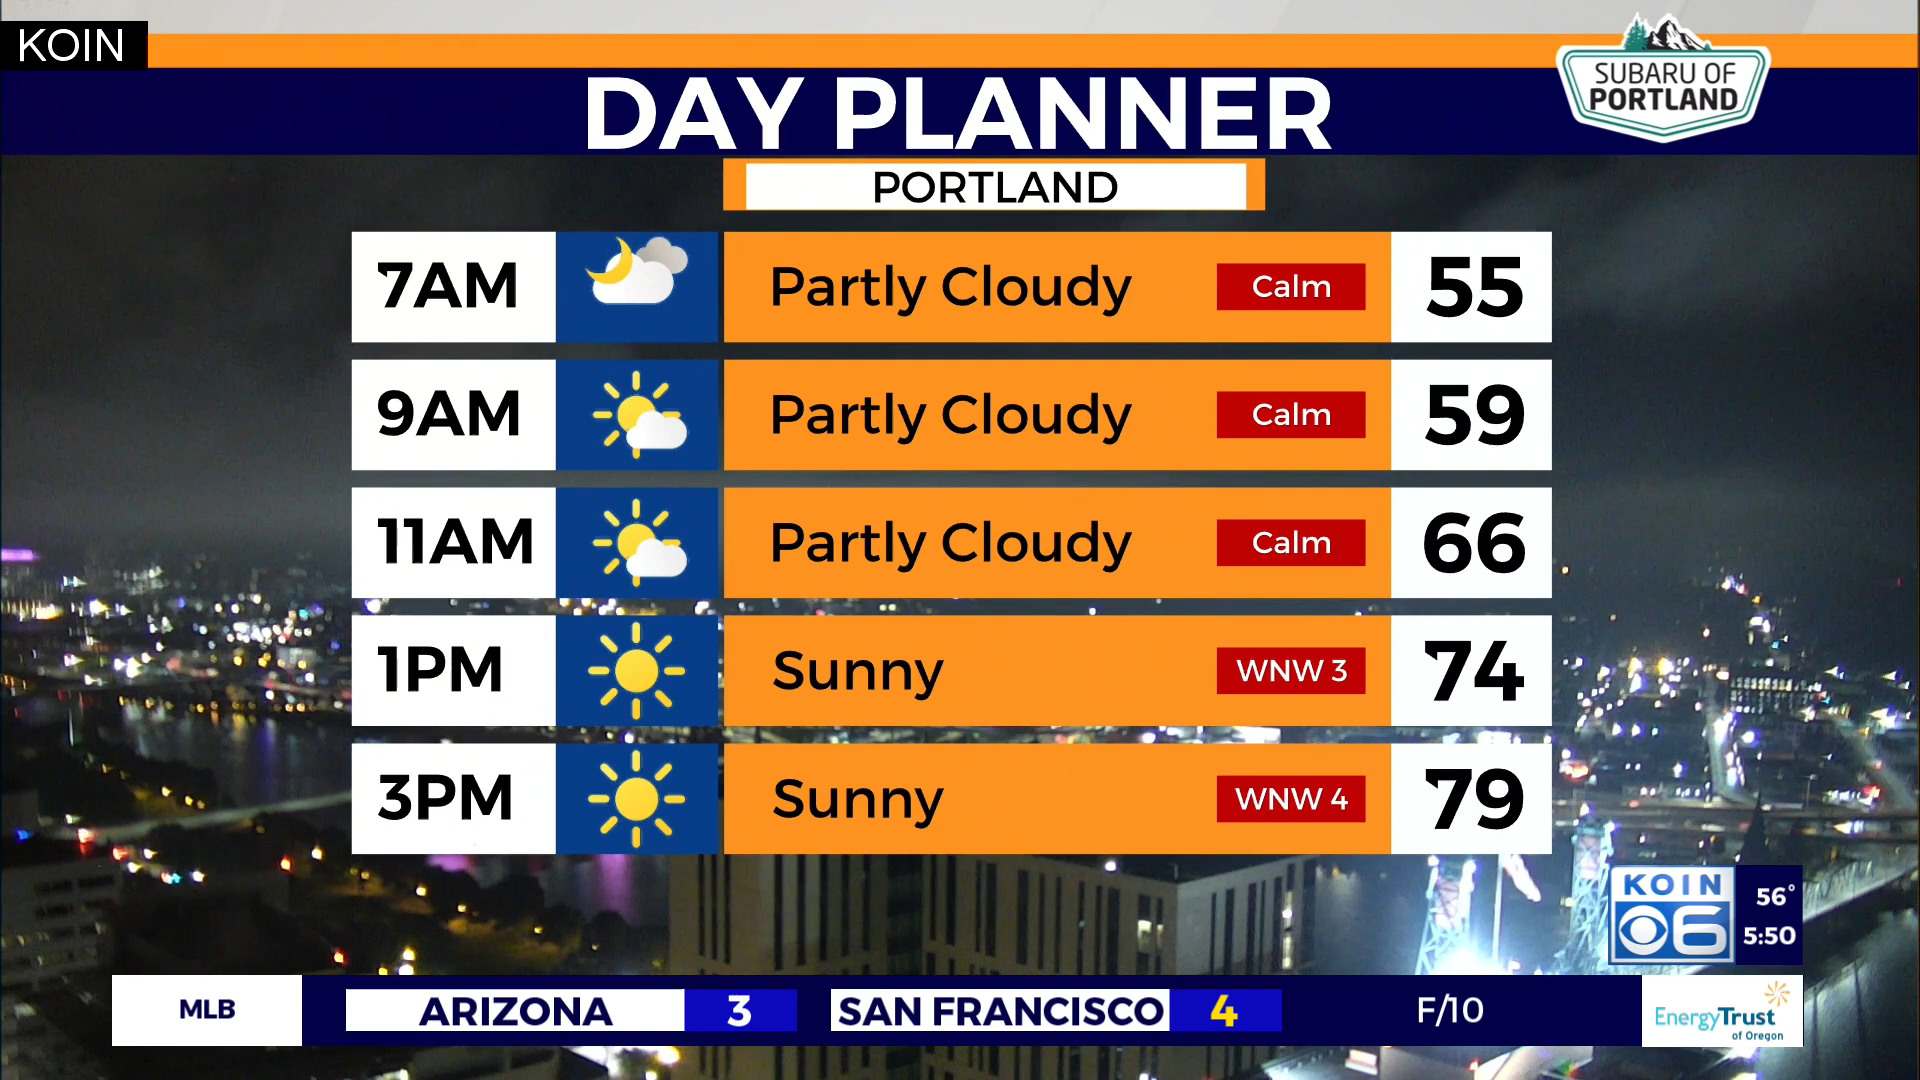 KOIN
SUBARU OF
PORTLAND
DAY PLANNER
PORTLAND
7AM Partly Cloudy Calm 55
9AM Partly Cloudy Calm 59
11AM Partly Cloudy Calm 66
1PM Sunny WNW 3 74
3PM Sunny WNW 4 79
KOIN 6 56°
5:50
MLB ARIZONA 3 SAN FRANCISCO 4 F/10
EnergyTrust
of Oregon